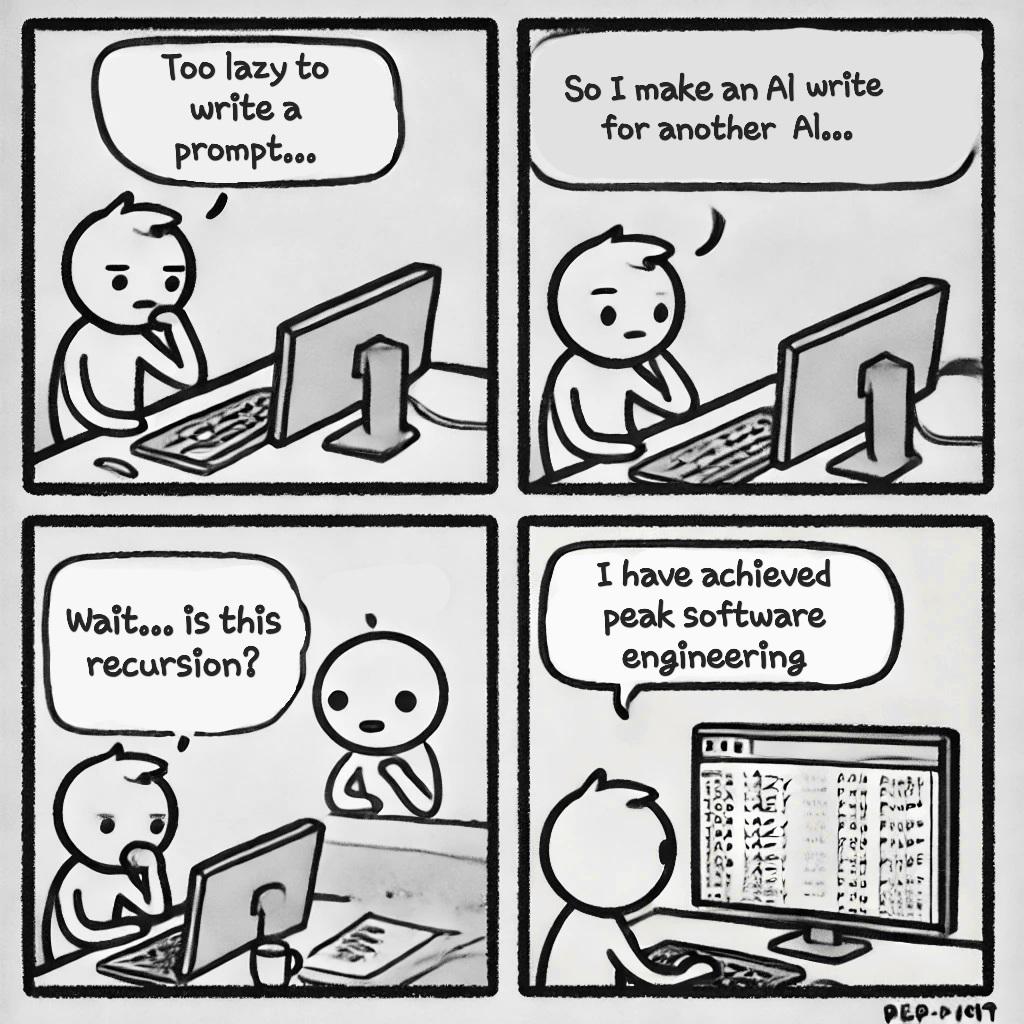 Too lazy to
write a
prompt...
So I make an AI write
for another AI...
Wait... is this
recursion?
I have achieved
peak software
engineering